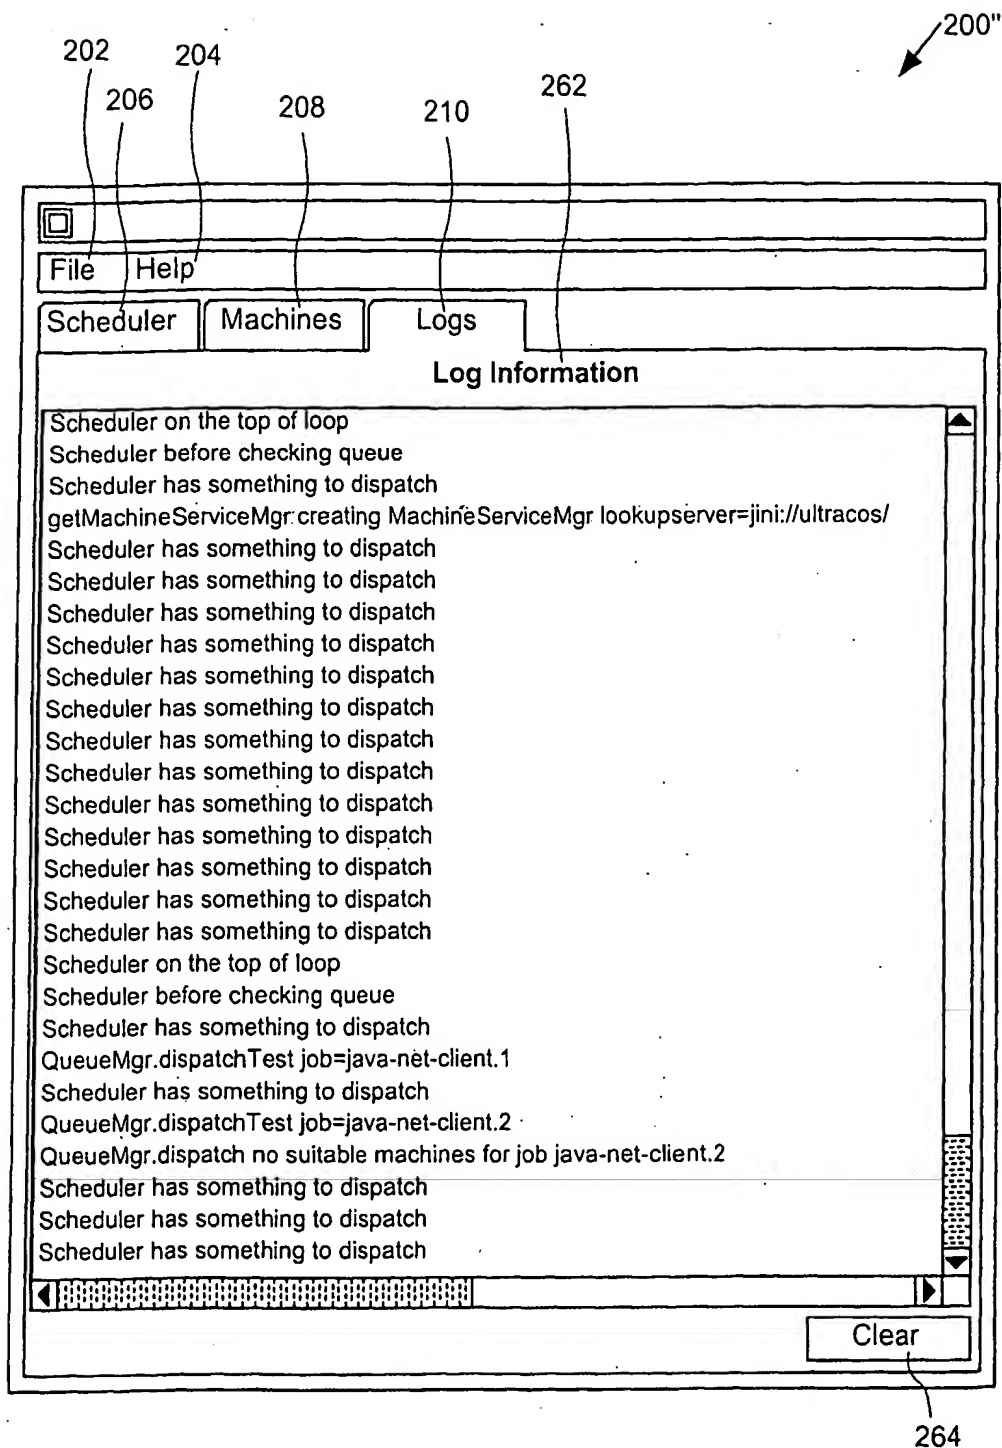 200"
202 204
206 208 210 262
File Help
Scheduler Machines Logs
Log Information
Scheduler on the top of loop
Scheduler before checking queue
Scheduler has something to dispatch
getMachineServiceMgr:creating MachineServiceMgr lookupserver=jini://ultracos/
Scheduler has something to dispatch
Scheduler has something to dispatch
Scheduler has something to dispatch
Scheduler has something to dispatch
Scheduler has something to dispatch
Scheduler has something to dispatch
Scheduler has something to dispatch
Scheduler has something to dispatch
Scheduler has something to dispatch
Scheduler has something to dispatch
Scheduler has something to dispatch
Scheduler has something to dispatch
Scheduler has something to dispatch
Scheduler on the top of loop
Scheduler before checking queue
Scheduler has something to dispatch
QueueMgr.dispatchTest job=java-net-client.1
Scheduler has something to dispatch
QueueMgr.dispatchTest job=java-net-client.2
QueueMgr.dispatch no suitable machines for job java-net-client.2
Scheduler has something to dispatch
Scheduler has something to dispatch
Scheduler has something to dispatch
Clear
264